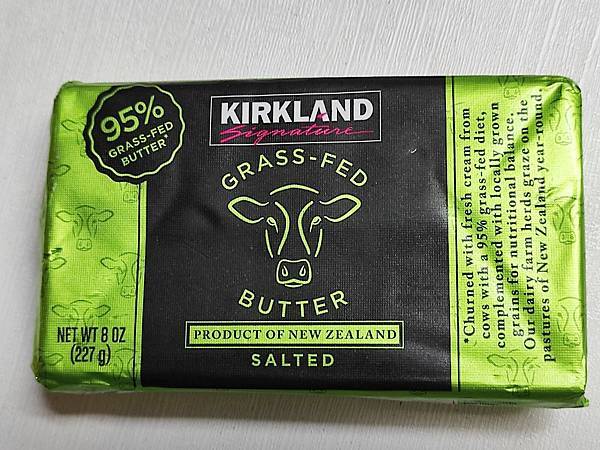 95%
GRASS-FED
BUTTER*
KIRKLAND
Signature
GRASS-FED
BUTTER
PRODUCT OF NEW ZEALAND
SALTED
NET WT 8 OZ
(227 g)
*Churned with fresh cream from
cows with a 95% grass-fed diet,
complemented with locally grown
grains for nutritional balance.
Our dairy farm herds graze on the
pastures of New Zealand year-round.